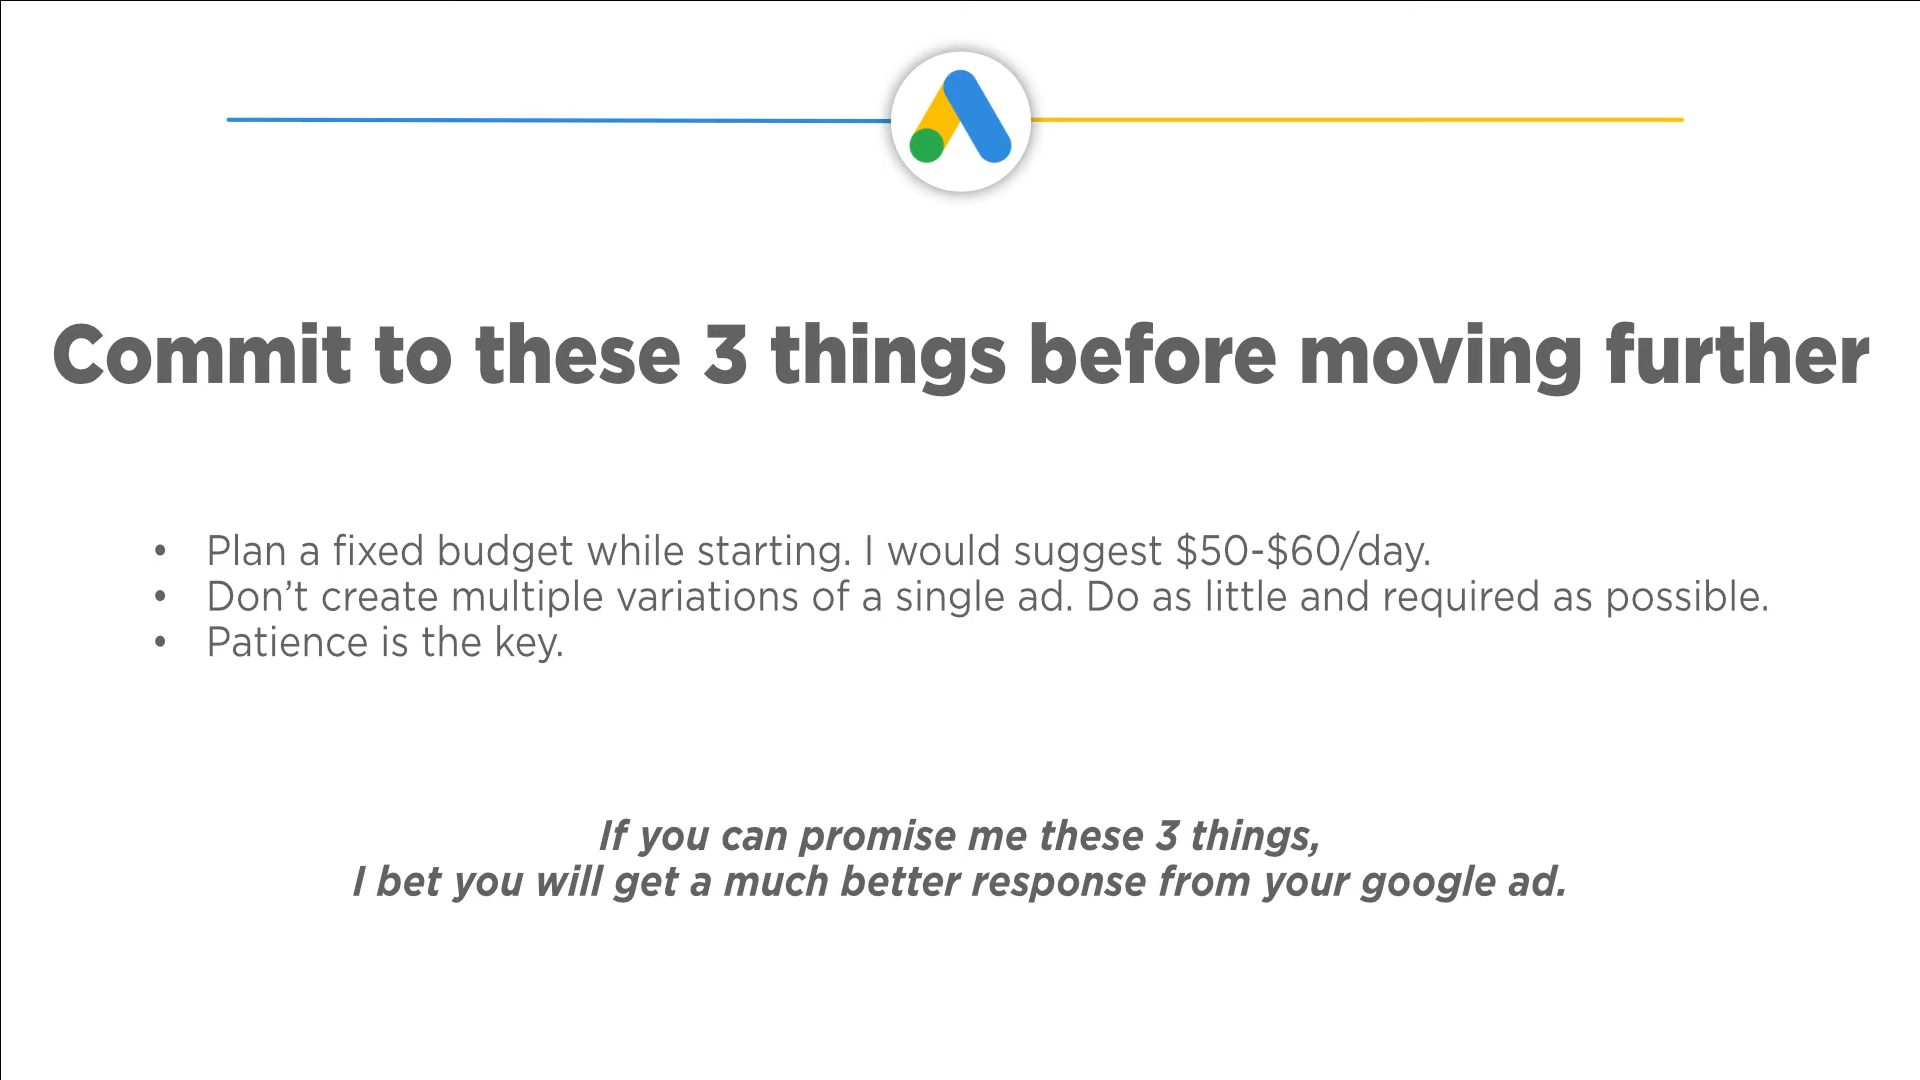 Commit to these 3 things before moving further
• Plan a fixed budget while starting. I would suggest $50-$60/day.
• Don’t create multiple variations of a single ad. Do as little and required as possible.
• Patience is the key.
If you can promise me these 3 things,
I bet you will get a much better response from your google ad.